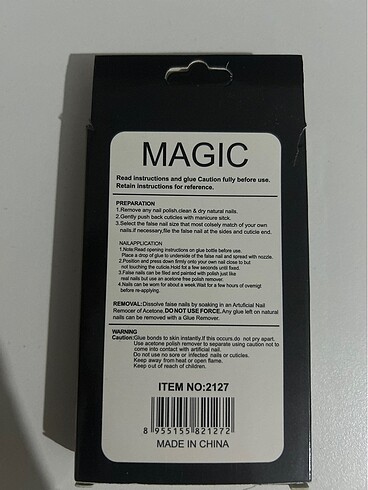 MAGIC
Read instructions and glue Caution fully before use.
Retain instructions for reference.
PREPARATION
1.Remove any nail polish,clean & dry natural nails.
2.Gently push back cuticles with manicure stick.
3.Select the false nail size that most colsely match of your own
nails.If necessary,file the false nail at the sides and cuticle end.
NAILAPPLICATION
1.Note:Read opening instructions on glue bottle before use.
Place a drop of glue to underside of the false nail and spread with nozzle.
2.Position and press down firmly onto your own nail close to but
not touching the cuticle.Hold for a few seconds until fixed.
3.False nails can be filed and painted with polish just like
real nails but use an acetone free polish remover.
4.Nails can be worn for about a week.Wait for a few hours of overnigt
before re-applying.
REMOVAL:Dissolve false nails by soaking in an Artuficial Nail
Remocer of Acetone.DO NOT USE FORCE.Any glue left on natural
nails can be removed with a Glue Remover.
WARNING
Caution:Glue bonds to skin instantly.If this occurs.do not pry apart.
Use acetone polish remover to separate using caution not to
come into contact with artificial nail.
Do not use no sore or infected nails or cuticles.
Keep away from heat or open flame.
Keep out of reach of children.
ITEM NO:2127
8 955155 821272
MADE IN CHINA